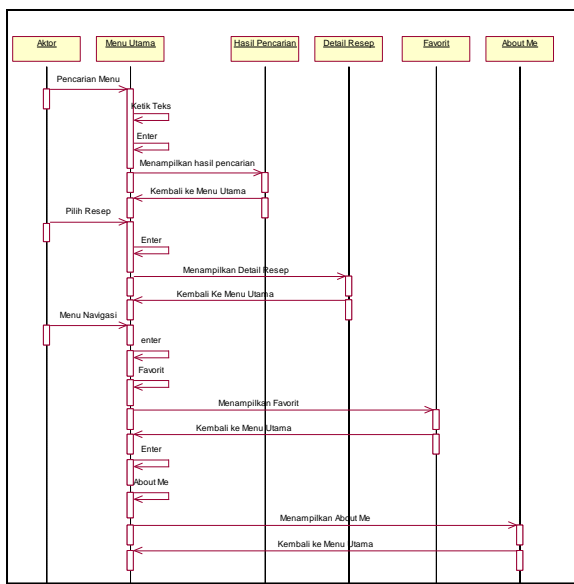 Aktor
Menu Utama
Hasil Pencarian
Detail Resep
Favorit
About Me
Pencarian Menu
Ketik Teks
Enter
Menampilkan hasil pencarian
Kembali ke Menu Utama
Pilih Resep
Enter
Menampilkan Detail Resep
Kembali Ke Menu Utama
Menu Navigasi
enter
Favorit
Menampilkan Favorit
Kembali ke Menu Utama
Enter
About Me
Menampilkan About Me
Kembali ke Menu Utama